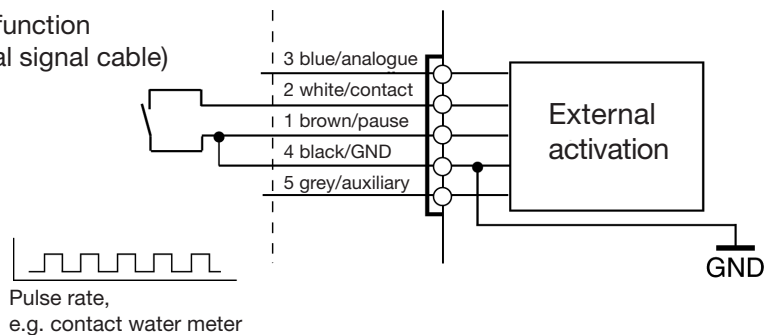 function
al signal cable)
3 blue/analogue
2 white/contact
1 brown/pause
4 black/GND
5 grey/auxiliary
External
activation
GND
Pulse rate,
e.g. contact water meter